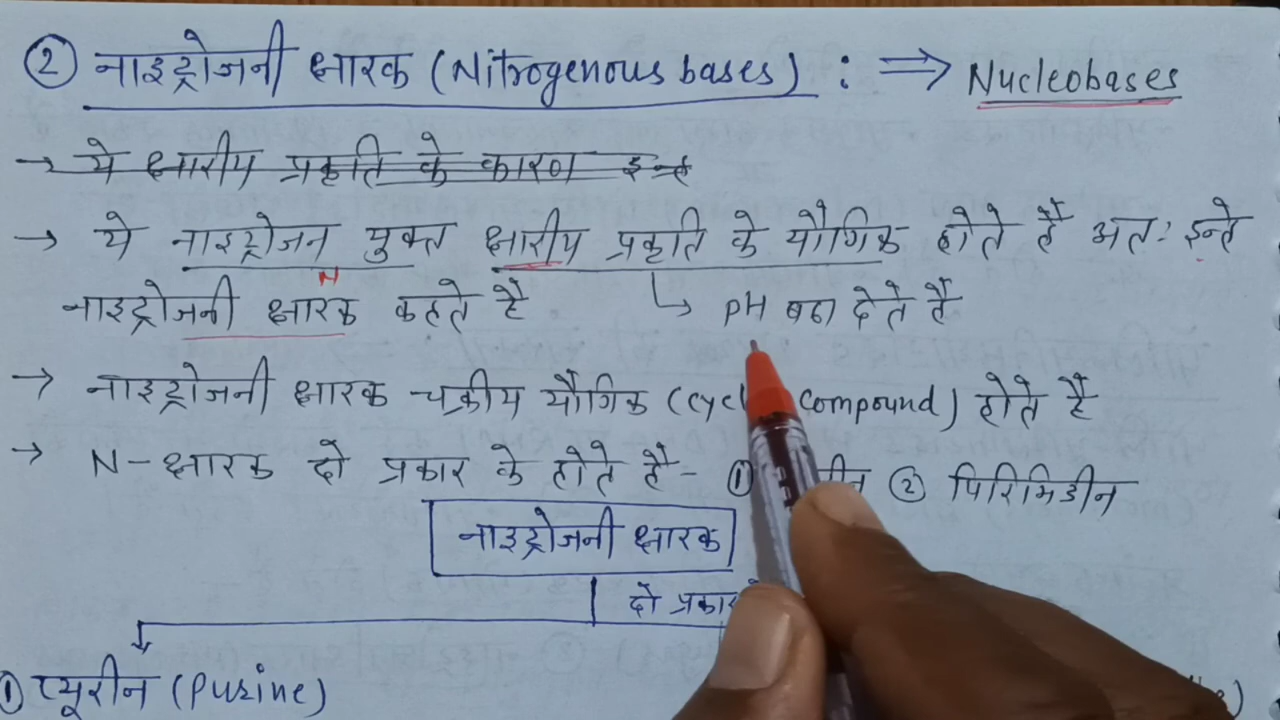 ② नाइट्रोजनी क्षारक (Nitrogenous bases) : ⇒ Nucleobases
→ ये क्षारीय प्रकृति के कारण इन्हे
→ ये नाइट्रोजन युक्त क्षारीय प्रकृति के यौगिक होते हैं अतः इन्हे
N
नाइट्रोजनी क्षारक कहते हैं ↳ PH बढा देते हैं
→ नाइट्रोजनी क्षारक चक्रीय यौगिक (cyc compound) होते हैं
→ N-क्षारक दो प्रकार के होते हैं - ① ② पिरिमिडीन
नाइट्रोजनी क्षारक
दो प्रकार
① प्यूरीन (Purine)